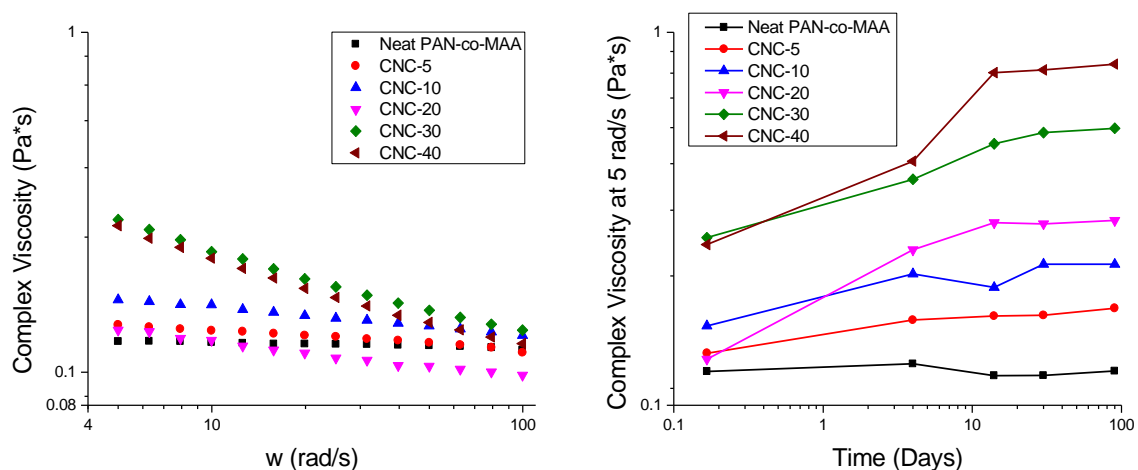 1
0.1
0.08
Complex Viscosity (Pa*s)
4
10
100
w (rad/s)
Neat PAN-co-MAA
CNC-5
CNC-10
CNC-20
CNC-30
CNC-40
1
0.1
Complex Viscosity at 5 rad/s (Pa*s)
0.1
1
10
100
Time (Days)
Neat PAN-co-MAA
CNC-5
CNC-10
CNC-20
CNC-30
CNC-40